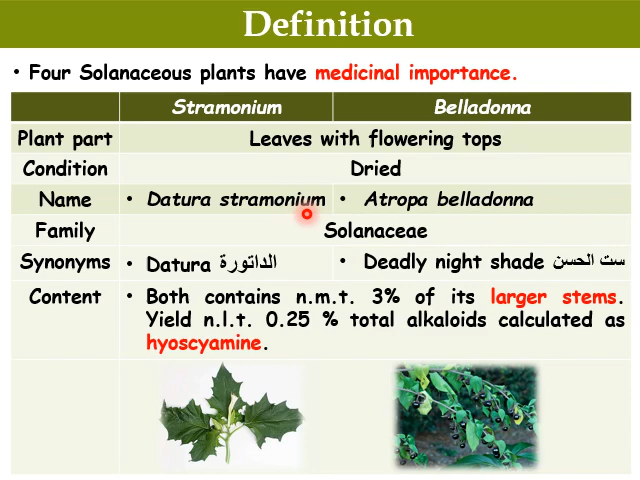 Definition
• Four Solanaceous plants have medicinal importance.
Stramonium Belladonna
Plant part Leaves with flowering tops
Condition Dried
Name • Datura stramonium • Atropa belladonna
Family Solanaceae
Synonyms • Datura الداتورة • Deadly night shade ست الحسن
Content • Both contains n.m.t. 3% of its larger stems.
Yield n.l.t. 0.25 % total alkaloids calculated as
hyoscyamine.